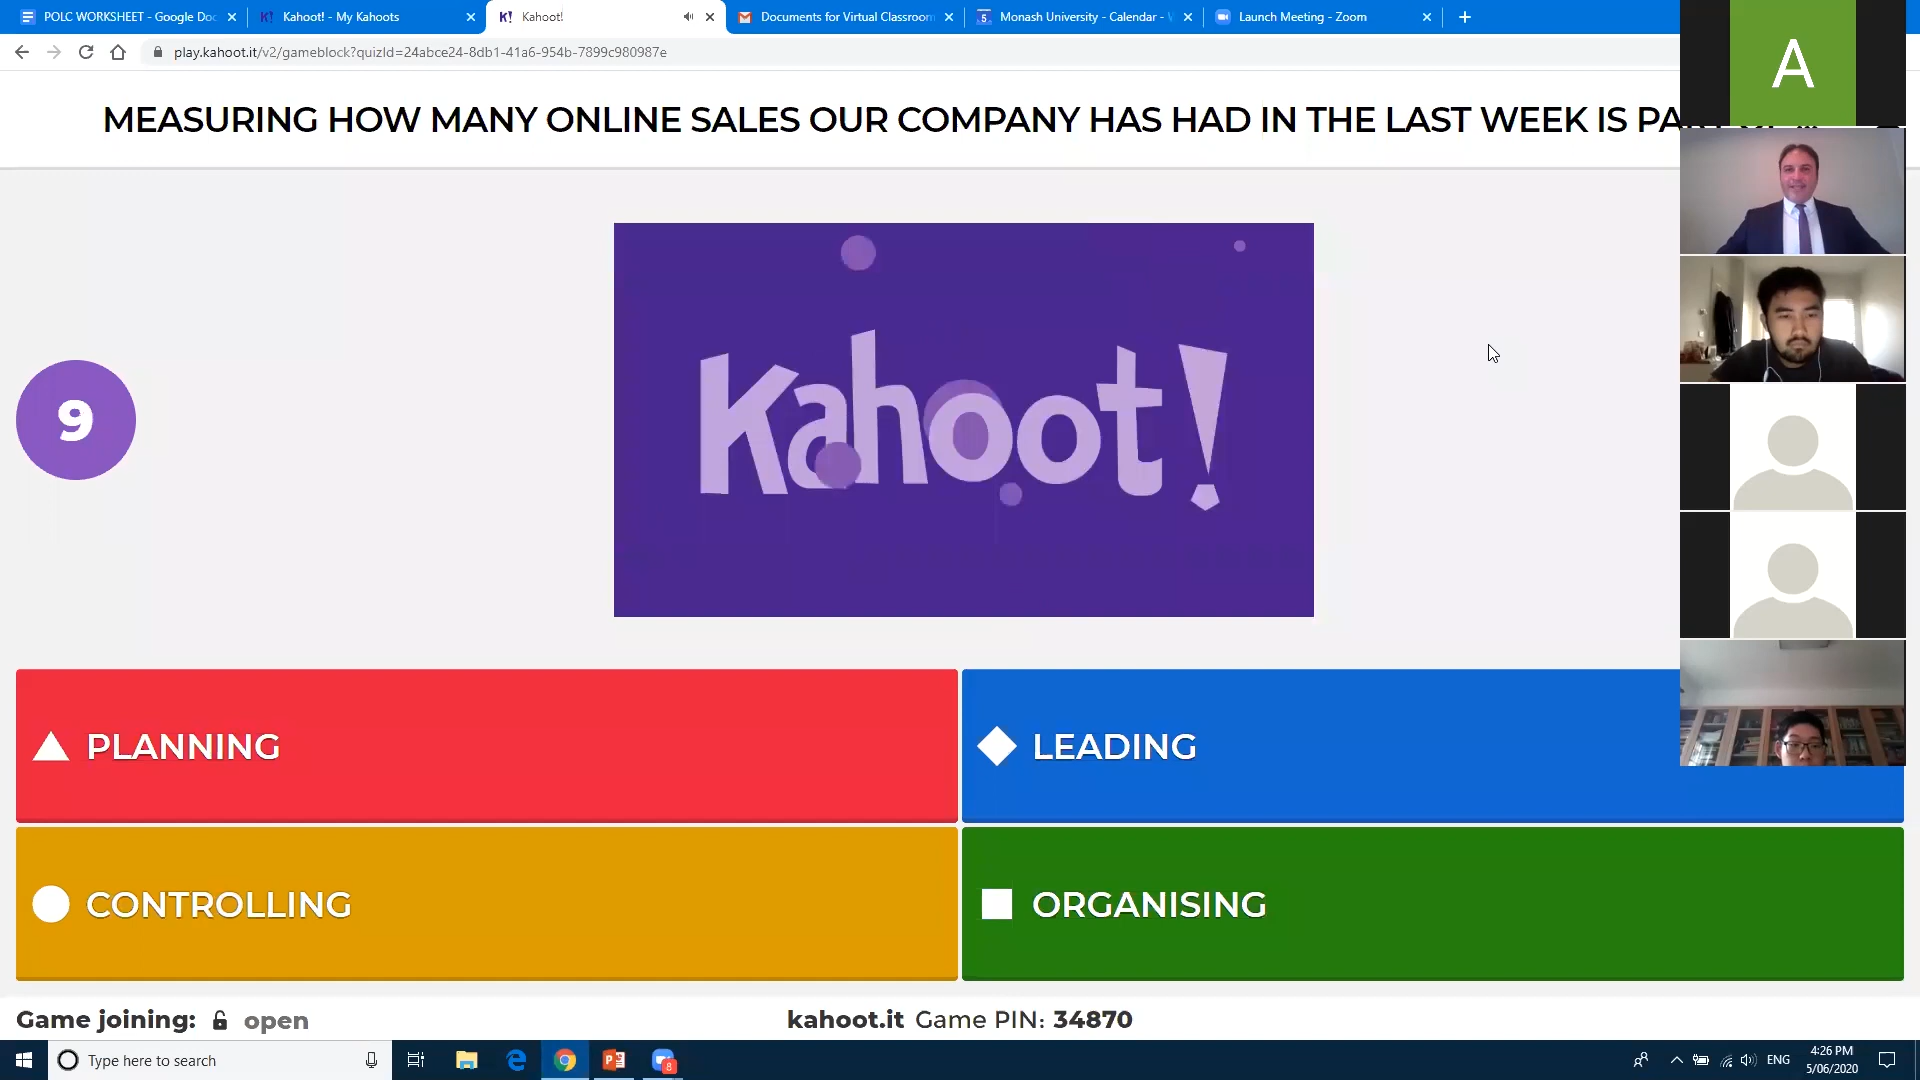 POLC WORKSHEET - Google Doc
Kahoot! - My Kahoots
Kahoot!
Documents for Virtual Classroom
Monash University - Calendar -
Launch Meeting - Zoom
play.kahoot.it/v2/gameblock?quizId=24abce24-8db1-41a6-954b-7899c980987e
MEASURING HOW MANY ONLINE SALES OUR COMPANY HAS HAD IN THE LAST WEEK IS
A
Kahoot!
9
PLANNING
LEADING
CONTROLLING
ORGANISING
Game joining: open
kahoot.it Game PIN: 34870
Type here to search
8
ENG
4:26 PM
5/06/2020